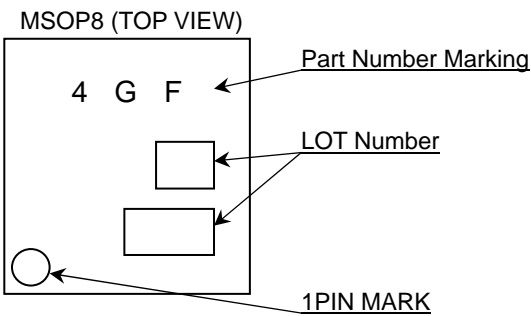 MSOP8 (TOP VIEW)
Part Number Marking
4 G F
LOT Number
1PIN MARK